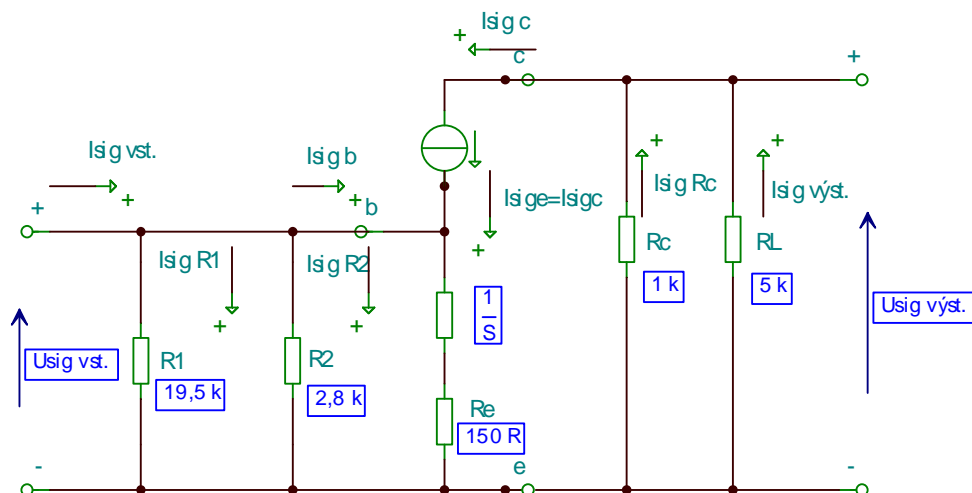 Isig c
+
c
+
Isig vst.
Isig b
+
+
+
+
+
b
Isige=Isigc
Isig Rc
Isig výst.
Isig R1
Isig R2
+
Rc
1 k
RL
5 k
+
+
1
S
Usig výst.
Usig vst.
R1
19,5 k
R2
2,8 k
Re
150 R
-
e
-